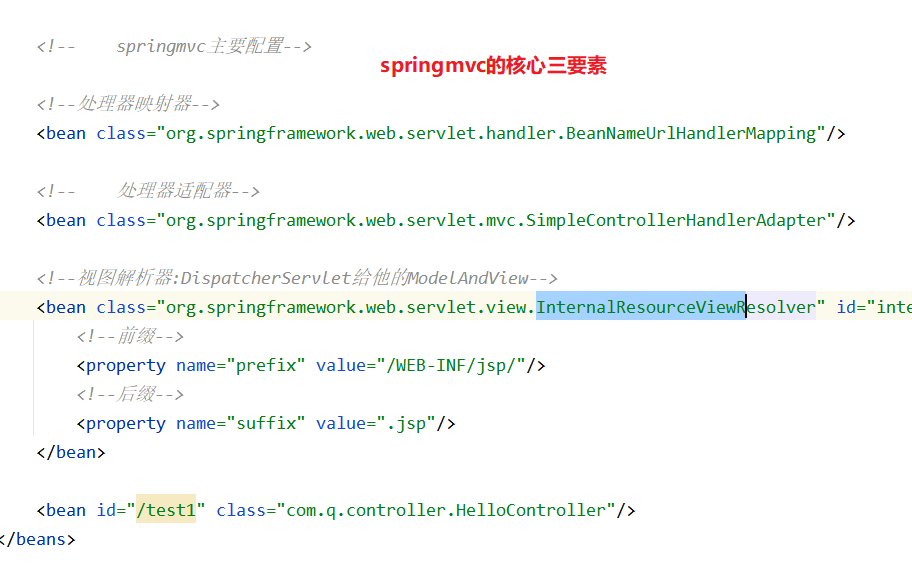 <!-- springmvc主要配置-->
springmvc的核心三要素
<!--处理器映射器-->
<bean class="org.springframework.web.servlet.handler.BeanNameUrlHandlerMapping"/>
<!-- 处理器适配器-->
<bean class="org.springframework.web.servlet.mvc.SimpleControllerHandlerAdapter"/>
<!--视图解析器:DispatcherServlet给他的ModelAndView-->
<bean class="org.springframework.web.servlet.view.InternalResourceViewResolver" id="inte
<!--前缀-->
<property name="prefix" value="/WEB-INF/jsp/"/>
<!--后缀-->
<property name="suffix" value=".jsp"/>
</bean>
<bean id="/test1" class="com.q.controller.HelloController"/>
</beans>